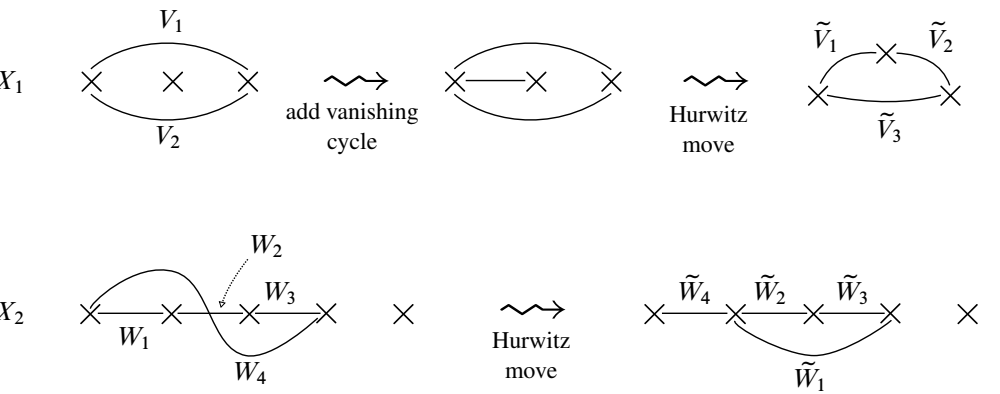 V₁
X₁
Ṽ₁ Ṽ₂
add vanishing
cycle
Hurwitz
move
V₂
Ṽ₃
W₂
X₂
W₁
W₃
W₄
Hurwitz
move
W̃₄ W̃₂ W̃₃
W̃₁